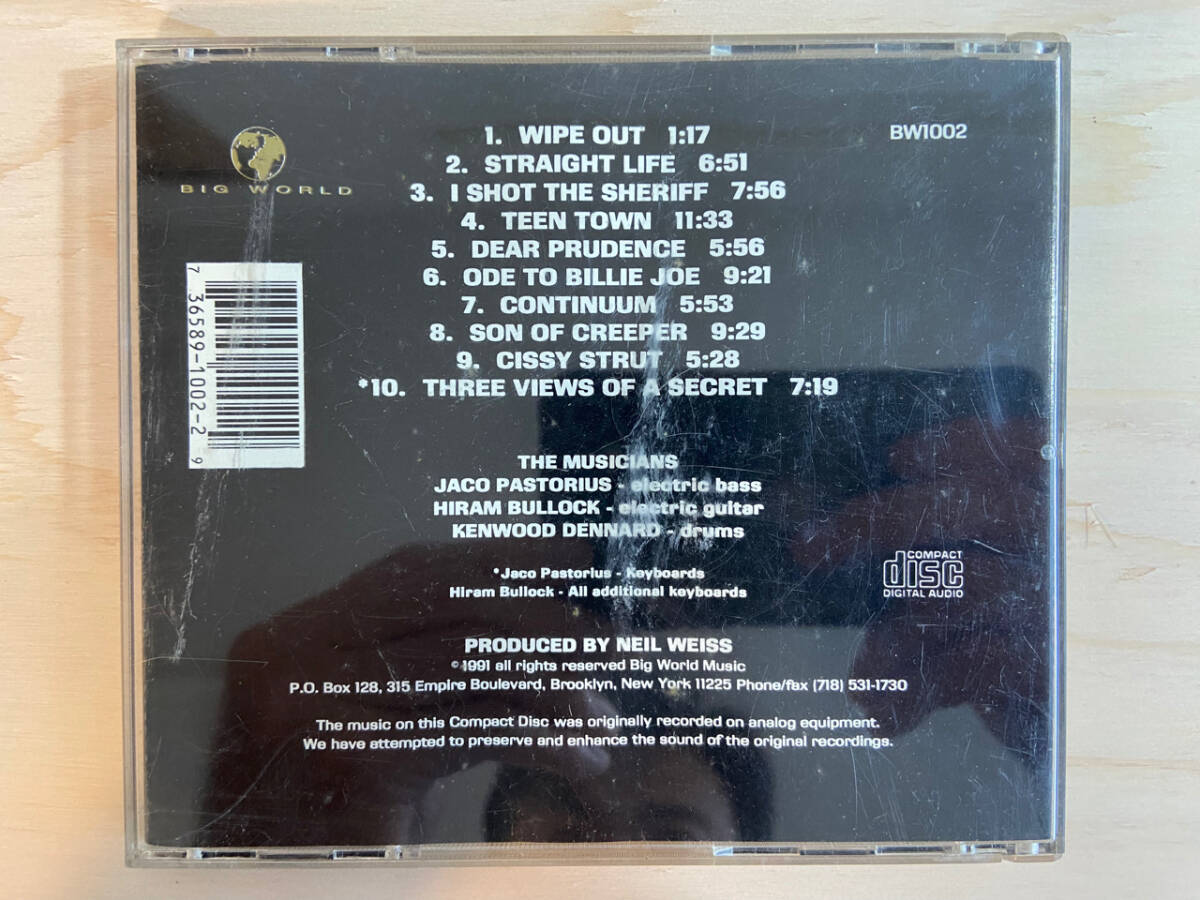 1. WIPE OUT 1:17
2. STRAIGHT LIFE 6:51
3. I SHOT THE SHERIFF 7:56
4. TEEN TOWN 11:33
5. DEAR PRUDENCE 5:56
6. ODE TO BILLIE JOE 9:21
7. CONTINUUM 5:53
8. SON OF CREEPER 9:29
9. CISSY STRUT 5:28
*10. THREE VIEWS OF A SECRET 7:19
BW1002
BIG WORLD
7 36589-1002-2 9
THE MUSICIANS
JACO PASTORIUS - electric bass
HIRAM BULLOCK - electric guitar
KENWOOD DENNARD - drums
*Jaco Pastorius - Keyboards
Hiram Bullock - All additional keyboards
COMPACT
disc
DIGITAL AUDIO
PRODUCED BY NEIL WEISS
©1991 all rights reserved Big World Music
P.O. Box 128, 315 Empire Boulevard, Brooklyn, New York 11225 Phone/fax (718) 531-1730
The music on this Compact Disc was originally recorded on analog equipment.
We have attempted to preserve and enhance the sound of the original recordings.